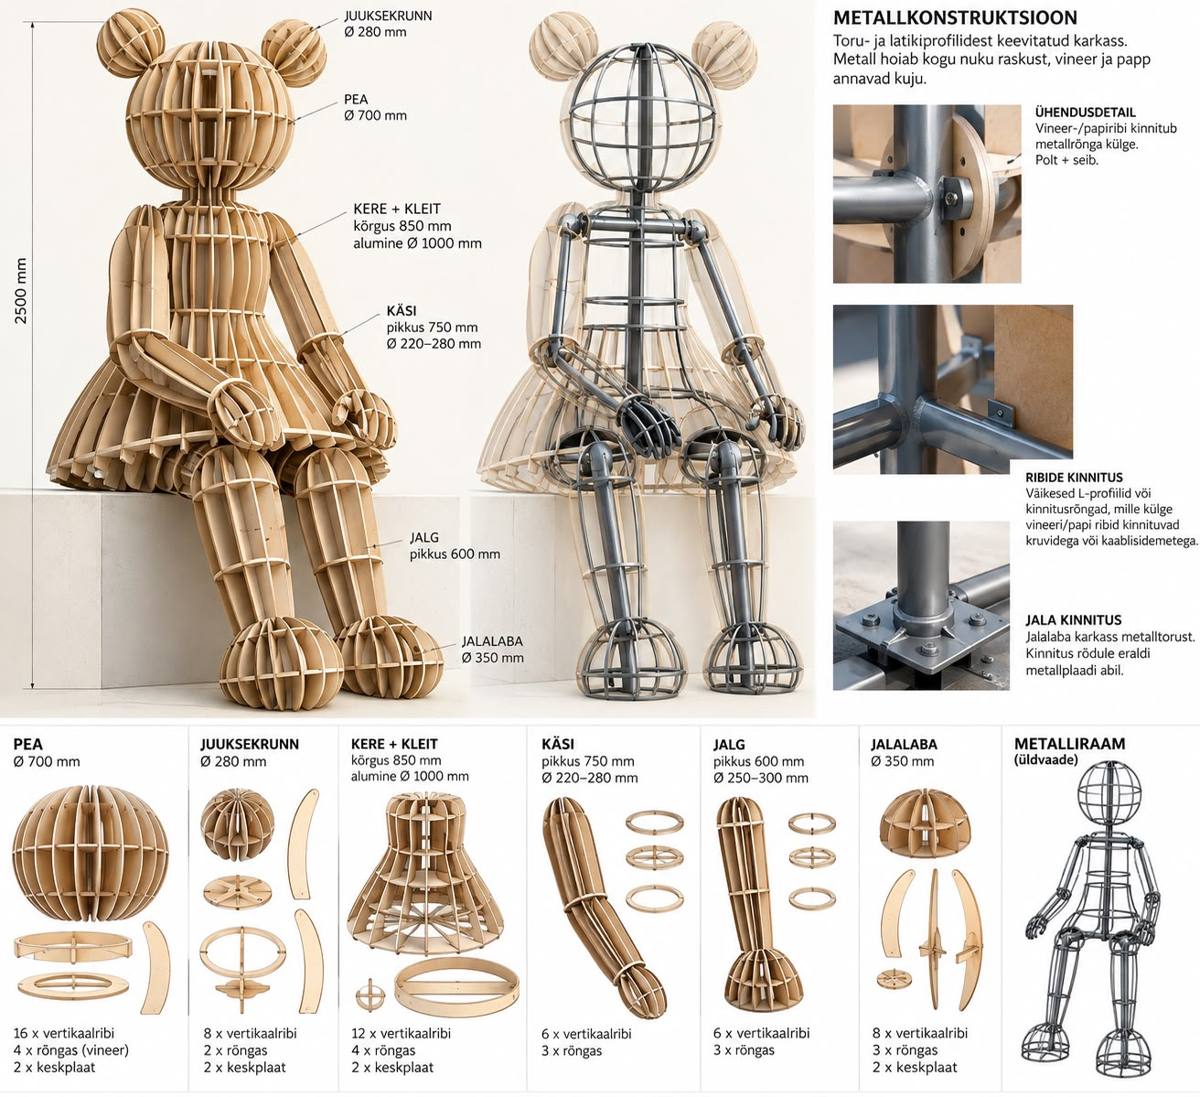 JUUKSEKRUNN
Ø 280 mm
PEA
Ø 700 mm
KERE + KLEIT
kõrgus 850 mm
alumine Ø 1000 mm
KÄSI
pikkus 750 mm
Ø 220–280 mm
2500 mm
JALG
pikkus 600 mm
JALALABA
Ø 350 mm
METALLKONSTRUKTSIOON
Toru- ja latikiprofilidest keevitatud karkass.
Metall hoiab kogu nuku raskust, vineer ja papp
annavad kuju.
ÜHENDUSDETAIL
Vineer-/papiribi kinnitub
metallrõnga külge.
Polt + seib.
RIBIDE KINNITUS
Väikesed L-profiilid või
kinnitusrõngad, mille külge
vineeri/papi ribid kinnituvad
kruvidega või kaablisidemetega.
JALA KINNITUS
Jalalaba karkass metalltorust.
Kinnitus rõdule eraldi
metallplaadi abil.
PEA
Ø 700 mm
16 x vertikaalribi
4 x rõngas (vineer)
2 x keskplaat
JUUKSEKRUNN
Ø 280 mm
8 x vertikaalribi
2 x rõngas
2 x keskplaat
KERE + KLEIT
kõrgus 850 mm
alumine Ø 1000 mm
12 x vertikaalribi
4 x rõngas
2 x keskplaat
KÄSI
pikkus 750 mm
Ø 220–280 mm
6 x vertikaalribi
3 x rõngas
JALG
pikkus 600 mm
Ø 250–300 mm
6 x vertikaalribi
3 x rõngas
JALALABA
Ø 350 mm
8 x vertikaalribi
3 x rõngas
2 x keskplaat
METALLIRAAM
(üldvaade)